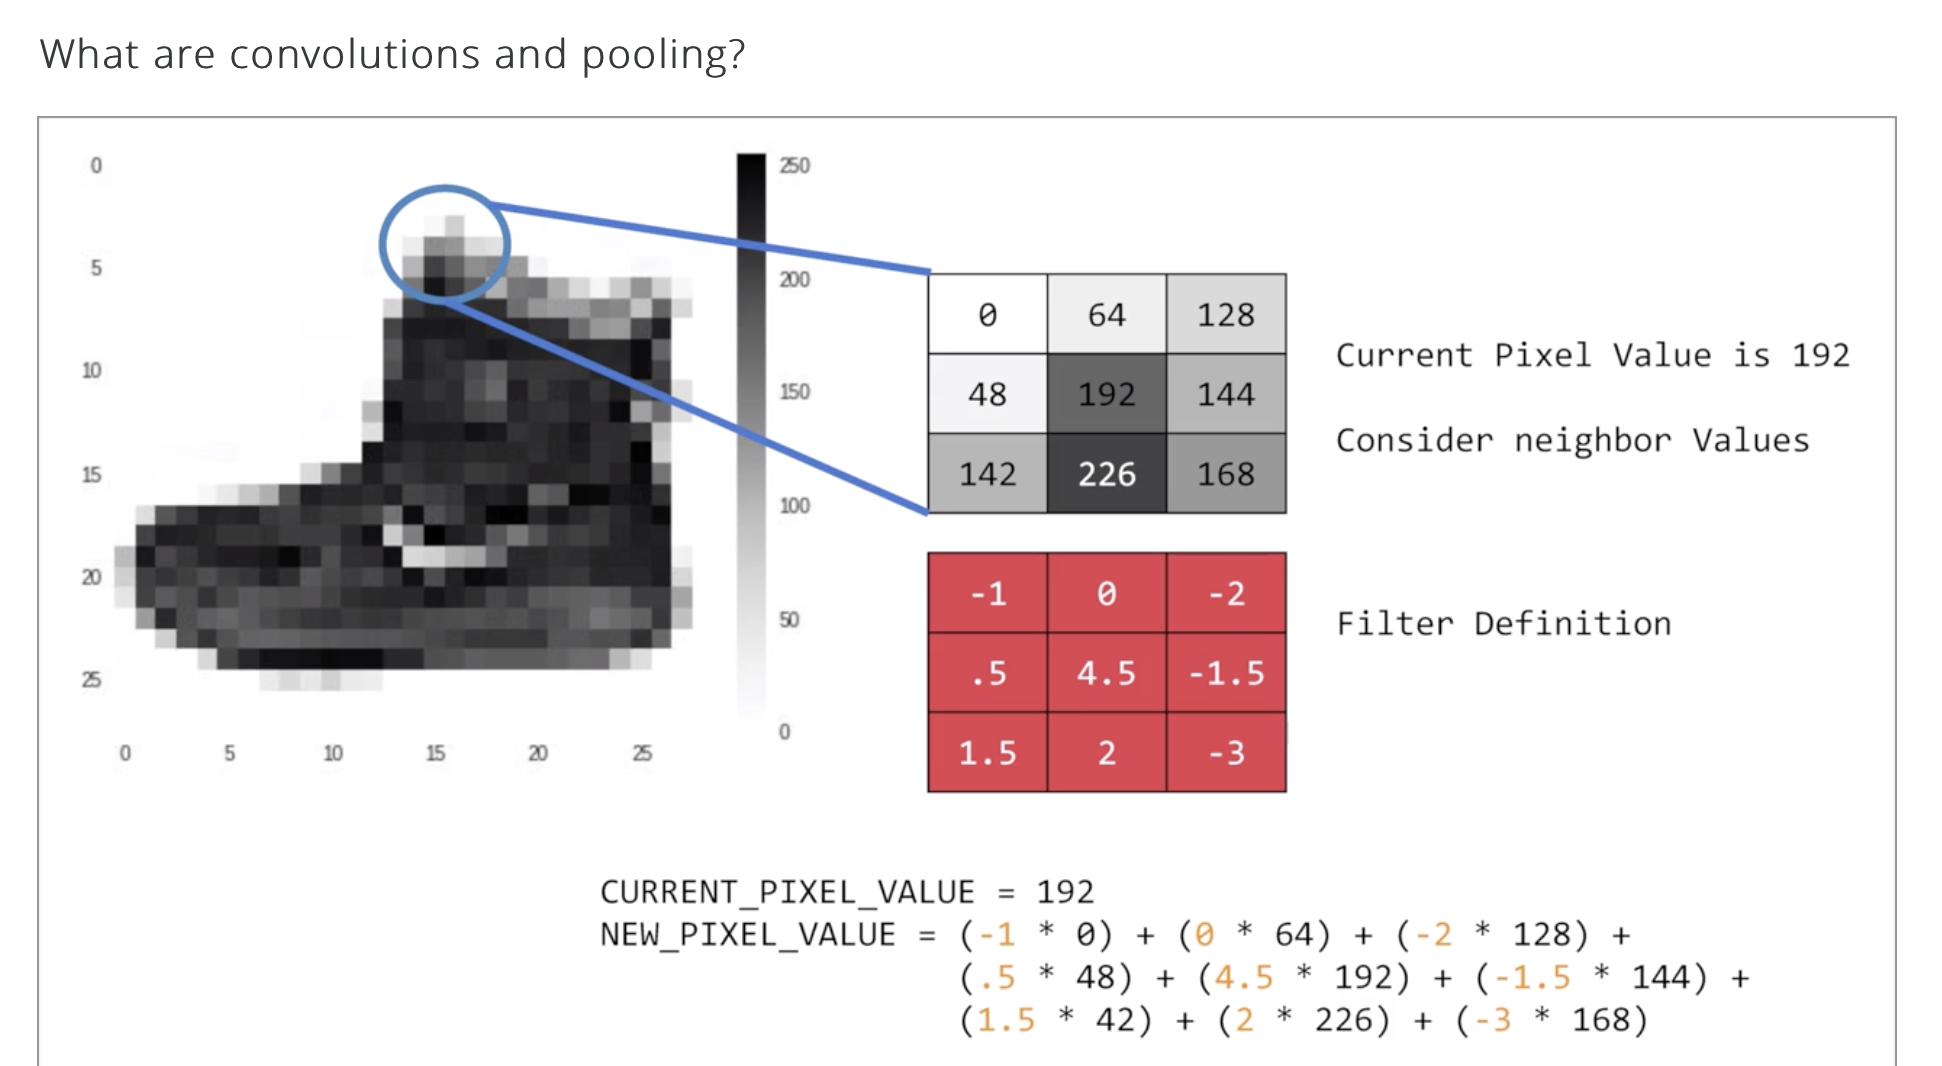 What are convolutions and pooling?
0
5
10
15
20
25
0 5 10 15 20 25
250
200
150
100
50
0
0 64 128
48 192 144
142 226 168
Current Pixel Value is 192
Consider neighbor Values
-1 0 -2
.5 4.5 -1.5
1.5 2 -3
Filter Definition
CURRENT_PIXEL_VALUE = 192
NEW_PIXEL_VALUE = (-1 * 0) + (0 * 64) + (-2 * 128) +
(.5 * 48) + (4.5 * 192) + (-1.5 * 144) +
(1.5 * 42) + (2 * 226) + (-3 * 168)